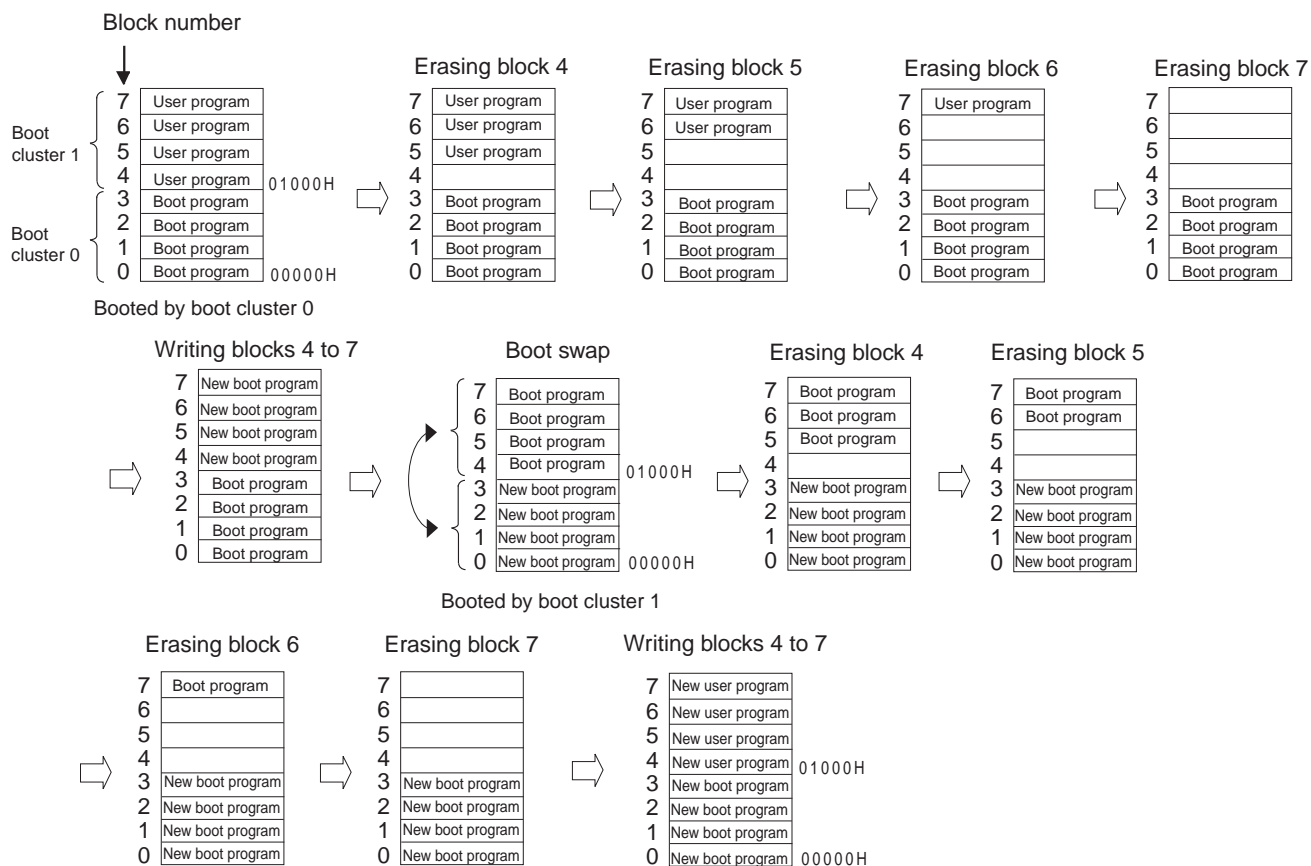 Block number
Erasing block 4
Erasing block 5
Erasing block 6
Erasing block 7
Boot cluster 1
7 User program
6 User program
5 User program
4 User program
01000H
Boot cluster 0
3 Boot program
2 Boot program
1 Boot program
0 Boot program
00000H
Booted by boot cluster 0
7 User program
6 User program
5 User program
4
3 Boot program
2 Boot program
1 Boot program
0 Boot program
7 User program
6 User program
5
4
3 Boot program
2 Boot program
1 Boot program
0 Boot program
7 User program
6
5
4
3 Boot program
2 Boot program
1 Boot program
0 Boot program
7
6
5
4
3 Boot program
2 Boot program
1 Boot program
0 Boot program
Writing blocks 4 to 7
7 New boot program
6 New boot program
5 New boot program
4 New boot program
3 Boot program
2 Boot program
1 Boot program
0 Boot program
Boot swap
7 Boot program
6 Boot program
5 Boot program
4 Boot program
01000H
3 New boot program
2 New boot program
1 New boot program
0 New boot program
00000H
Booted by boot cluster 1
Erasing block 4
7 Boot program
6 Boot program
5 Boot program
4
3 New boot program
2 New boot program
1 New boot program
0 New boot program
Erasing block 5
7 Boot program
6 Boot program
5
4
3 New boot program
2 New boot program
1 New boot program
0 New boot program
Erasing block 6
7 Boot program
6
5
4
3 New boot program
2 New boot program
1 New boot program
0 New boot program
Erasing block 7
7
6
5
4
3 New boot program
2 New boot program
1 New boot program
0 New boot program
Writing blocks 4 to 7
7 New user program
6 New user program
5 New user program
4 New user program
01000H
3 New boot program
2 New boot program
1 New boot program
0 New boot program
00000H